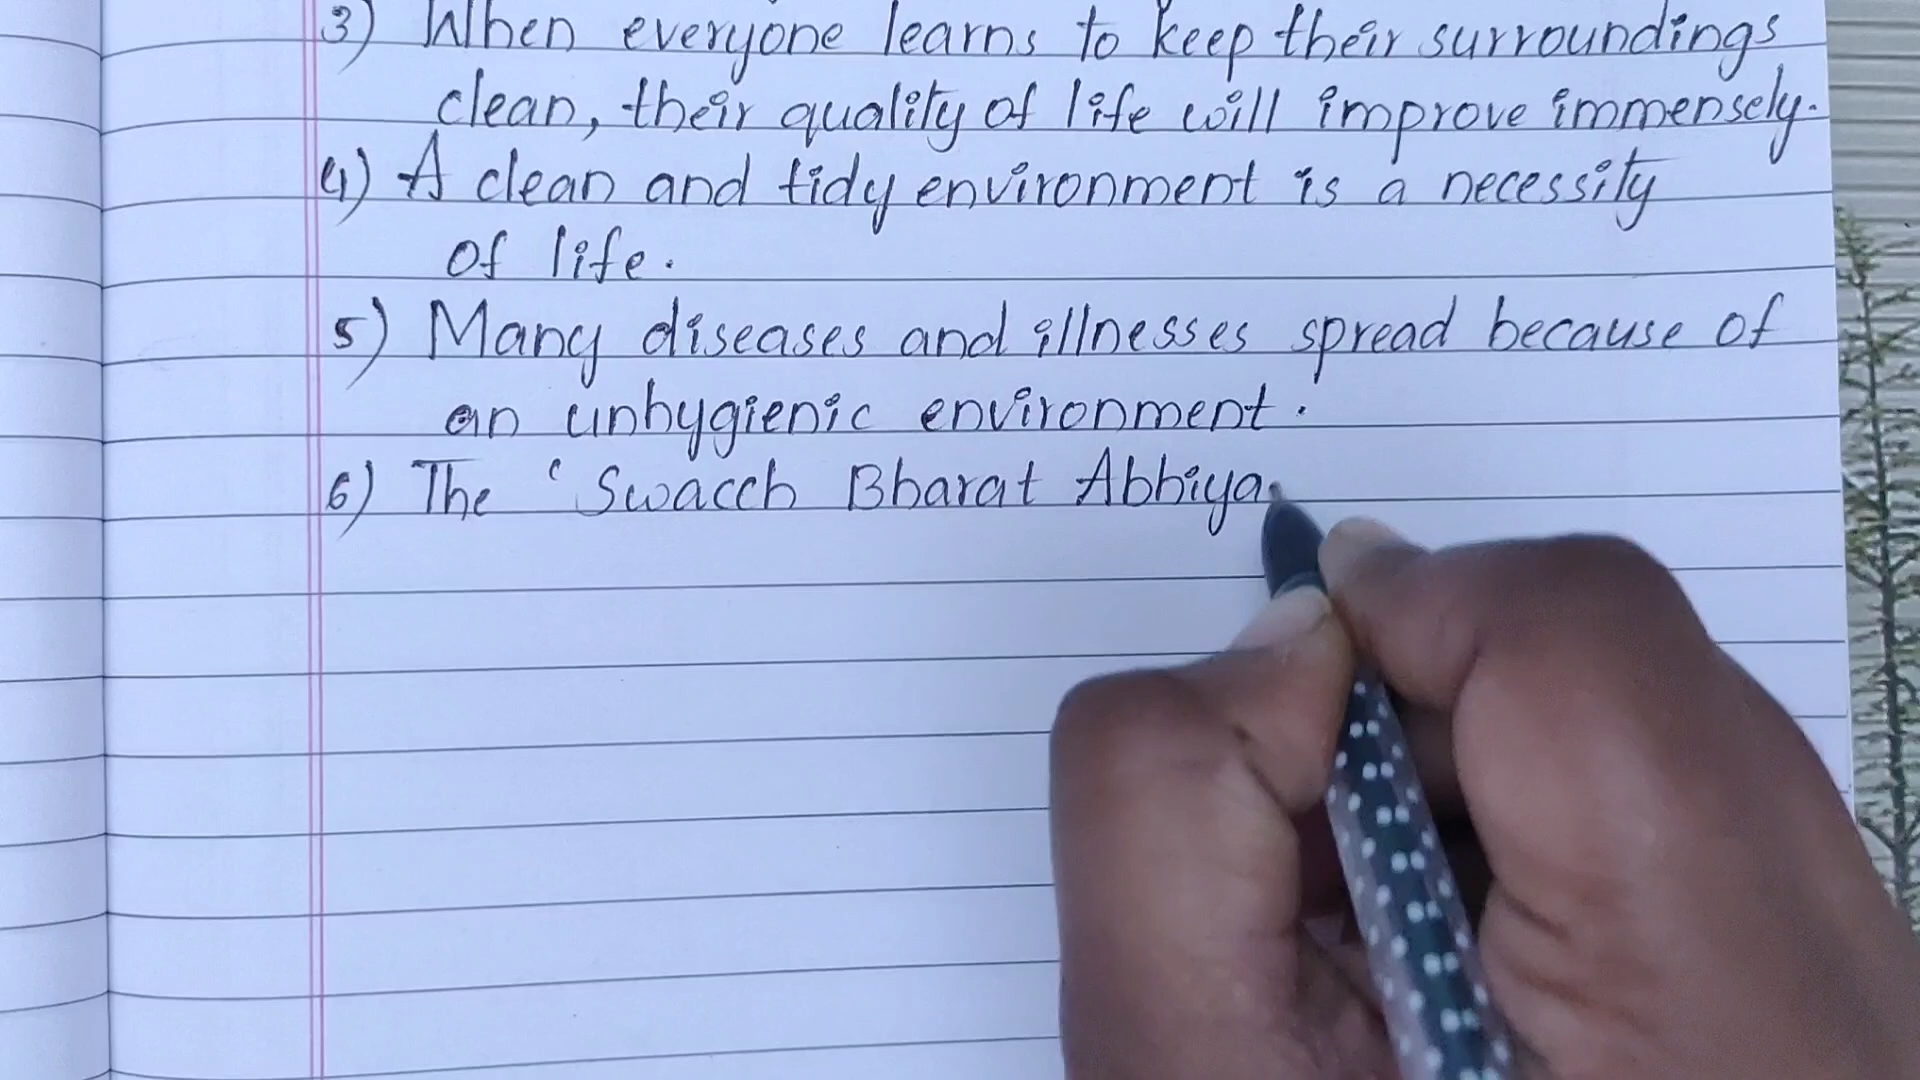 3) When everyone learns to keep their surroundings
clean, their quality of life will improve immensely.
4) A clean and tidy environment is a necessity
of life.
5) Many diseases and illnesses spread because of
an unhygienic environment.
6) The ‘Swacch Bharat Abhiya